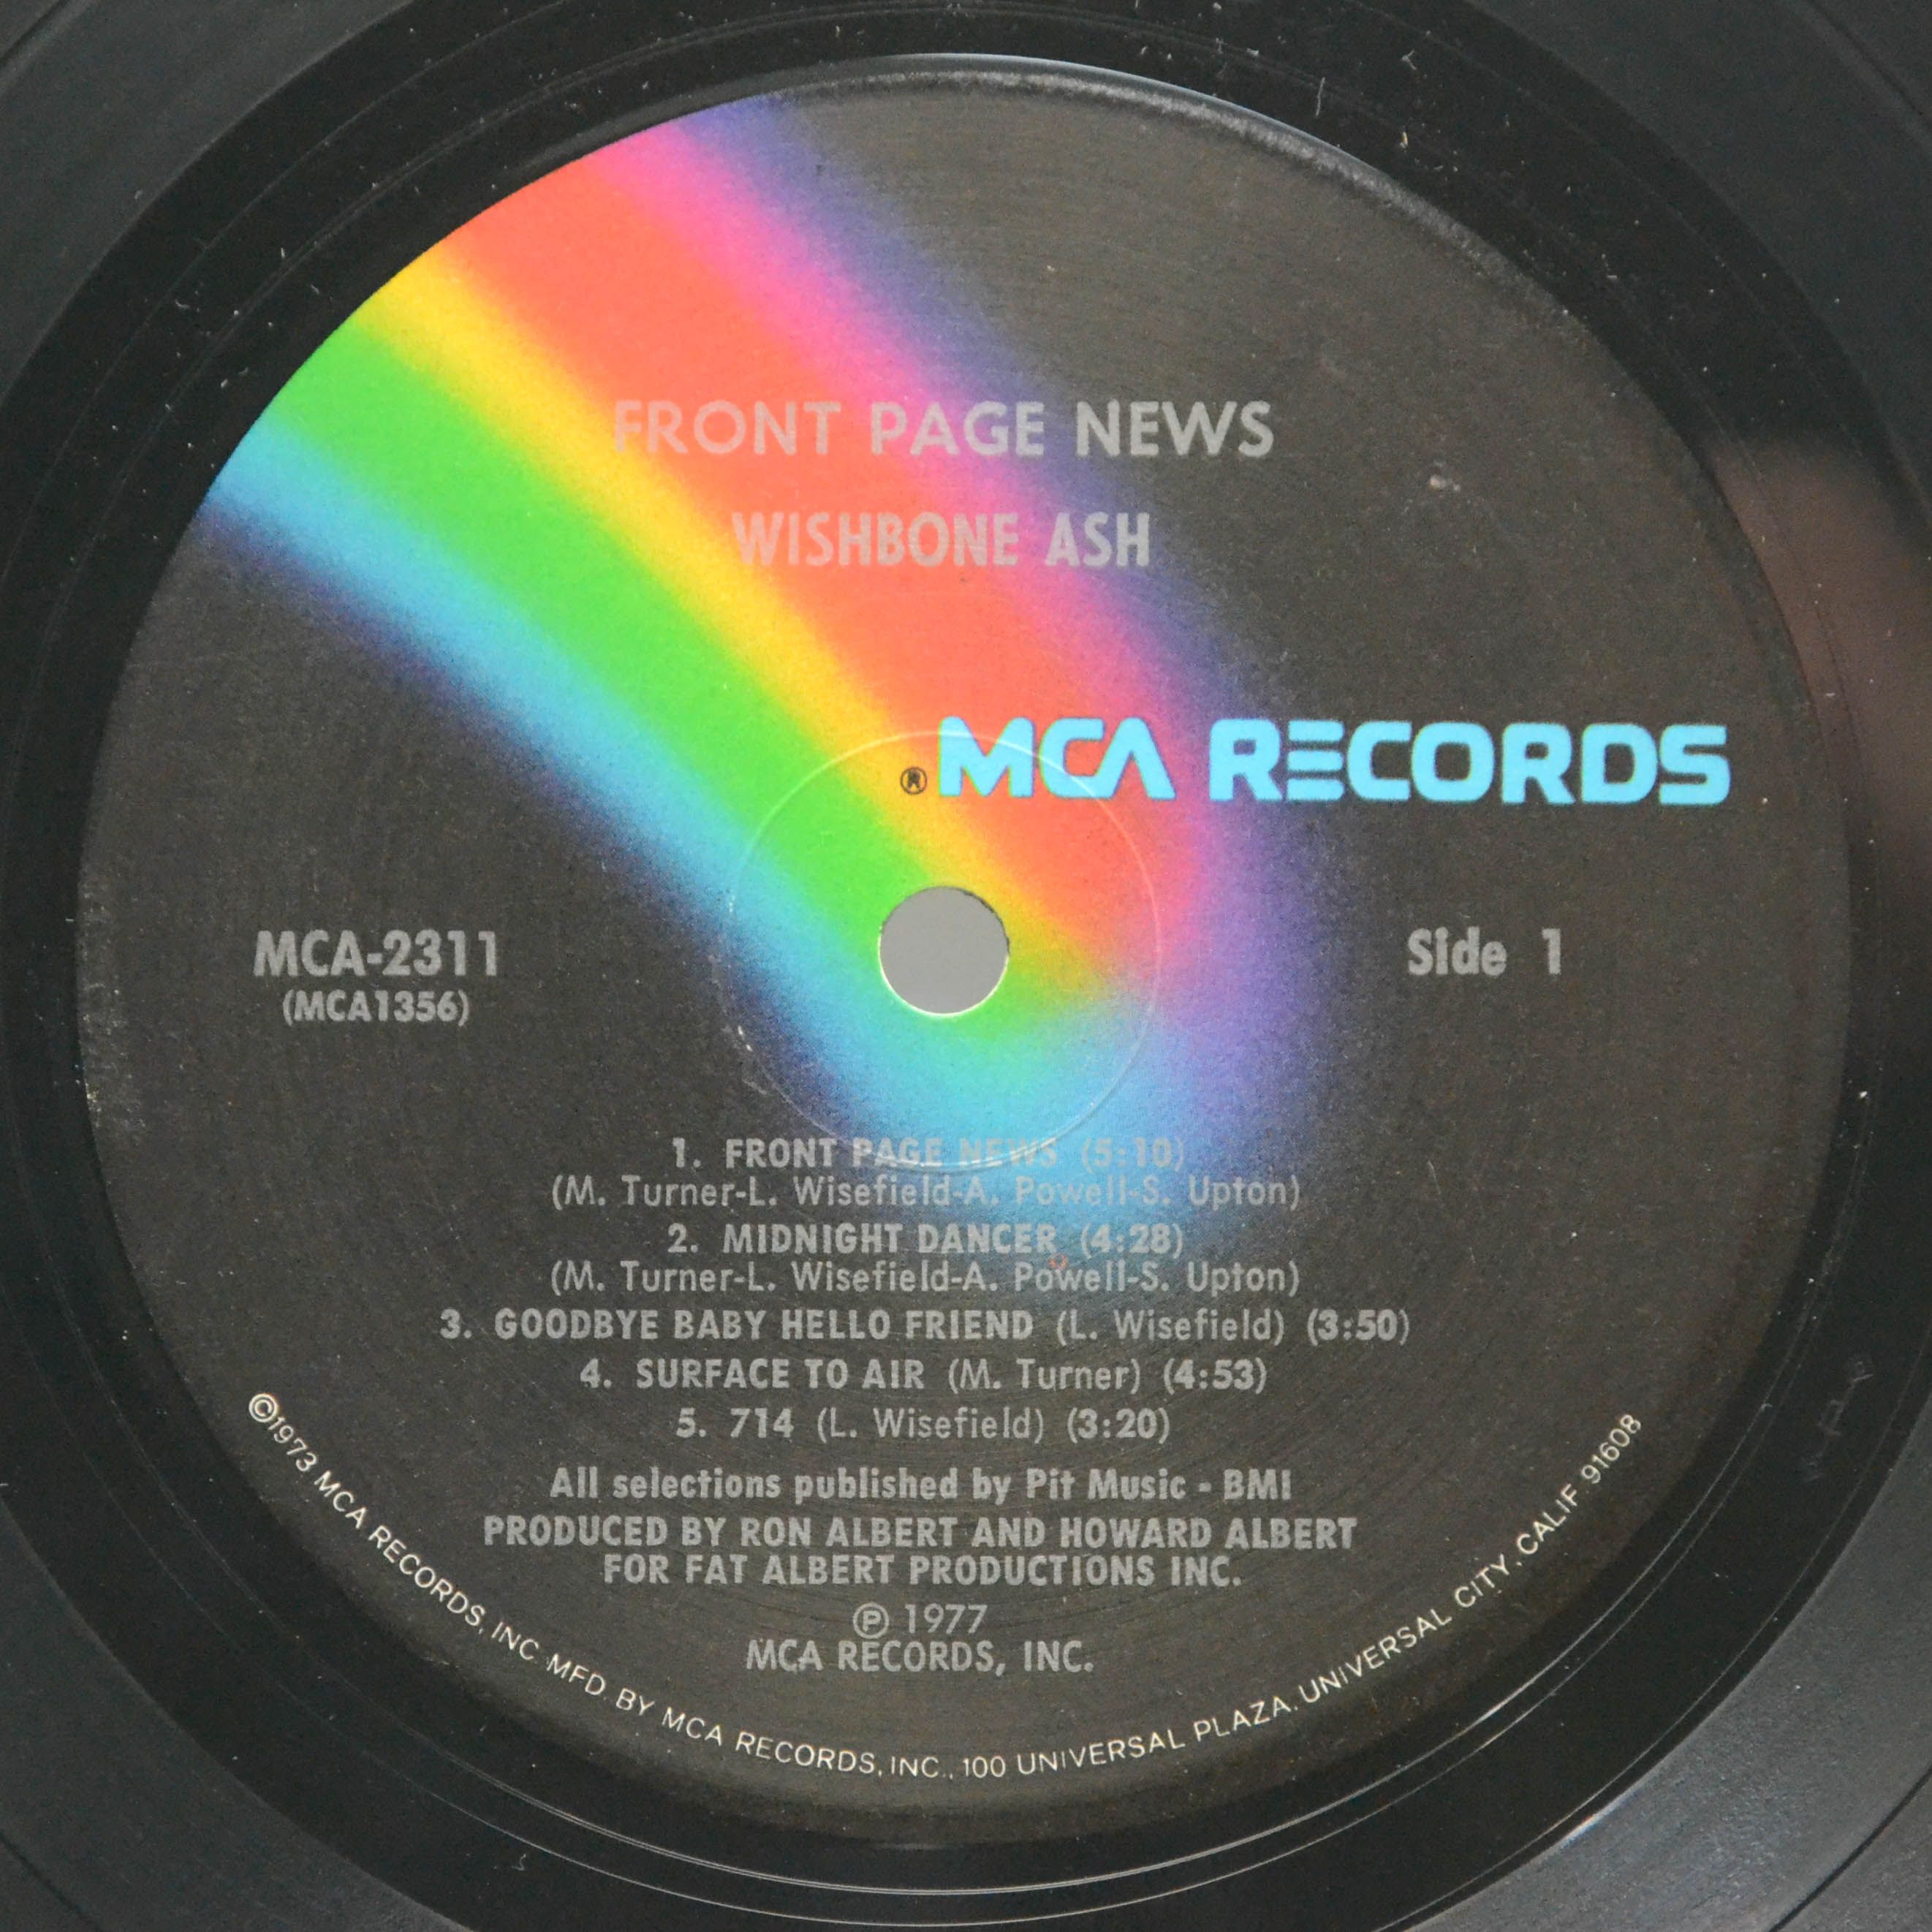 FRONT PAGE NEWS
WISHBONE ASH
® MCA RECORDS
MCA-2311
(MCA1356)
Side 1
1. FRONT PAGE NEWS (5:10)
(M. Turner-L. Wisefield-A. Powell-S. Upton)
2. MIDNIGHT DANCER (4:28)
(M. Turner-L. Wisefield-A. Powell-S. Upton)
3. GOODBYE BABY HELLO FRIEND (L. Wisefield) (3:50)
4. SURFACE TO AIR (M. Turner) (4:53)
5. 714 (L. Wisefield) (3:20)
All selections published by Pit Music - BMI
PRODUCED BY RON ALBERT AND HOWARD ALBERT
FOR FAT ALBERT PRODUCTIONS INC.
℗ 1977
MCA RECORDS, INC.
©1973 MCA RECORDS, INC. MFD. BY MCA RECORDS, INC., 100 UNIVERSAL PLAZA, UNIVERSAL CITY, CALIF. 91608